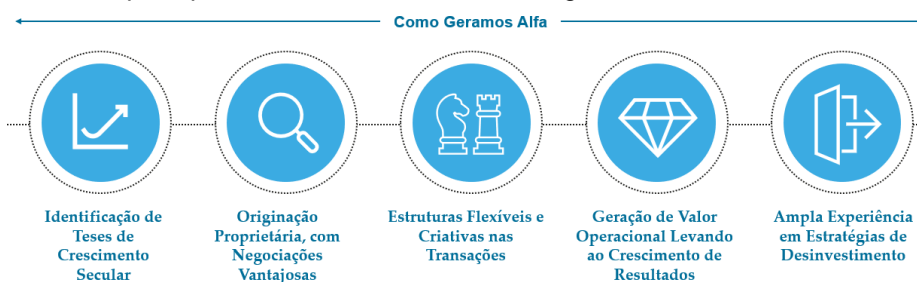 Como Geramos Alfa
Identificação de
Teses de
Crescimento
Secular
Originação
Proprietária, com
Negociações
Vantajosas
Estruturas Flexíveis e
Criativas nas
Transações
Geração de Valor
Operacional Levando
ao Crescimento de
Resultados
Ampla Experiência
em Estratégias de
Desinvestimento